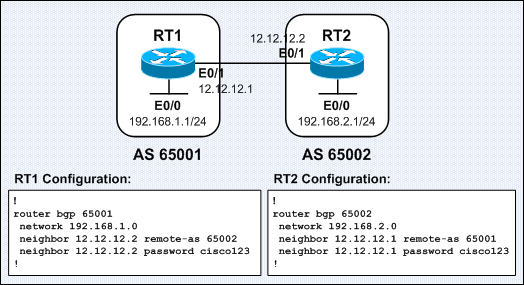 RT1
12.12.12.2
RT2
E0/1
E0/1
12.12.12.1
E0/0
E0/0
192.168.1.1/24
192.168.2.1/24
AS 65001
AS 65002
RT1 Configuration:
!
router bgp 65001
network 192.168.1.0
neighbor 12.12.12.2 remote-as 65002
neighbor 12.12.12.2 password cisco123
!
RT2 Configuration:
!
router bgp 65002
network 192.168.2.0
neighbor 12.12.12.1 remote-as 65001
neighbor 12.12.12.1 password cisco123
!